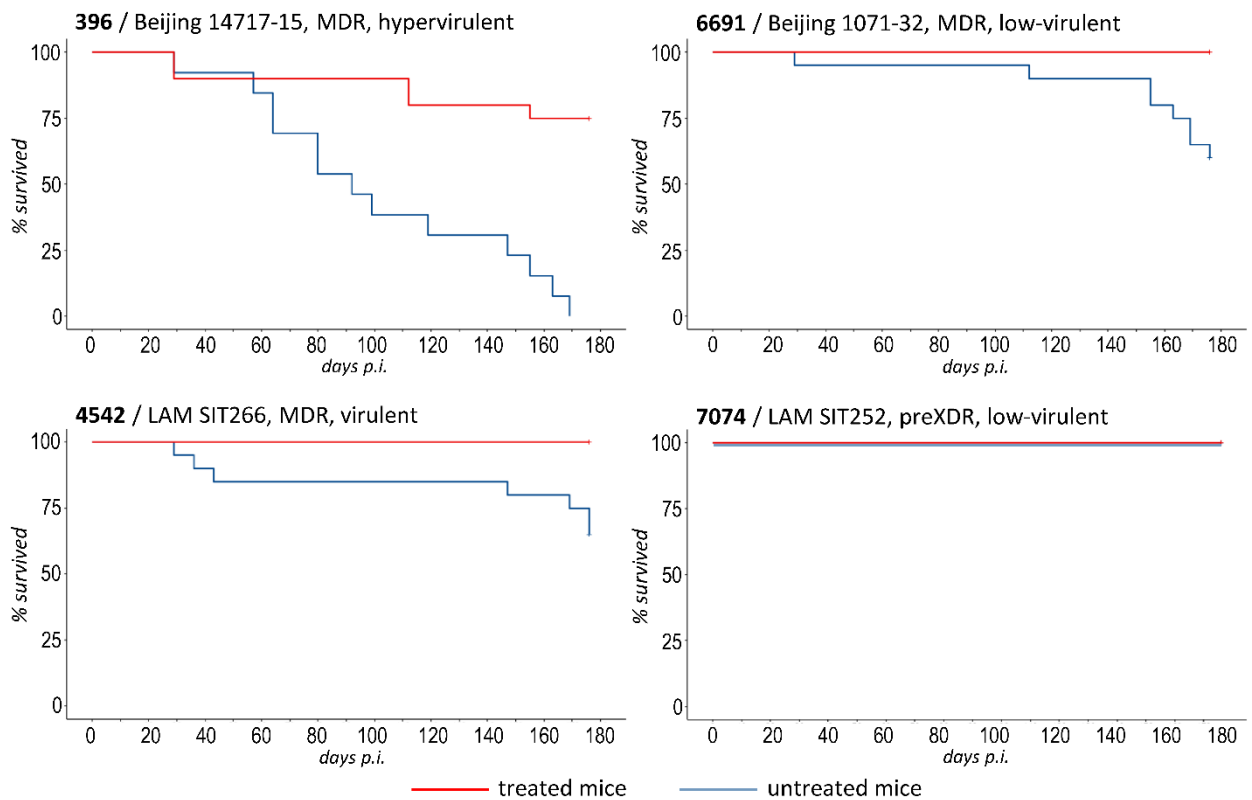 396 / Beijing 14717-15, MDR, hypervirulent
100
75
50
25
0
% survived
0 20 40 60 80 100 120 140 160 180
days p.i.
6691 / Beijing 1071-32, MDR, low-virulent
100
75
50
25
0
% survived
0 20 40 60 80 100 120 140 160 180
days p.i.
4542 / LAM SIT266, MDR, virulent
100
75
50
25
0
% survived
0 20 40 60 80 100 120 140 160 180
days p.i.
7074 / LAM SIT252, preXDR, low-virulent
100
75
50
25
0
% survived
0 20 40 60 80 100 120 140 160 180
days p.i.
treated mice untreated mice